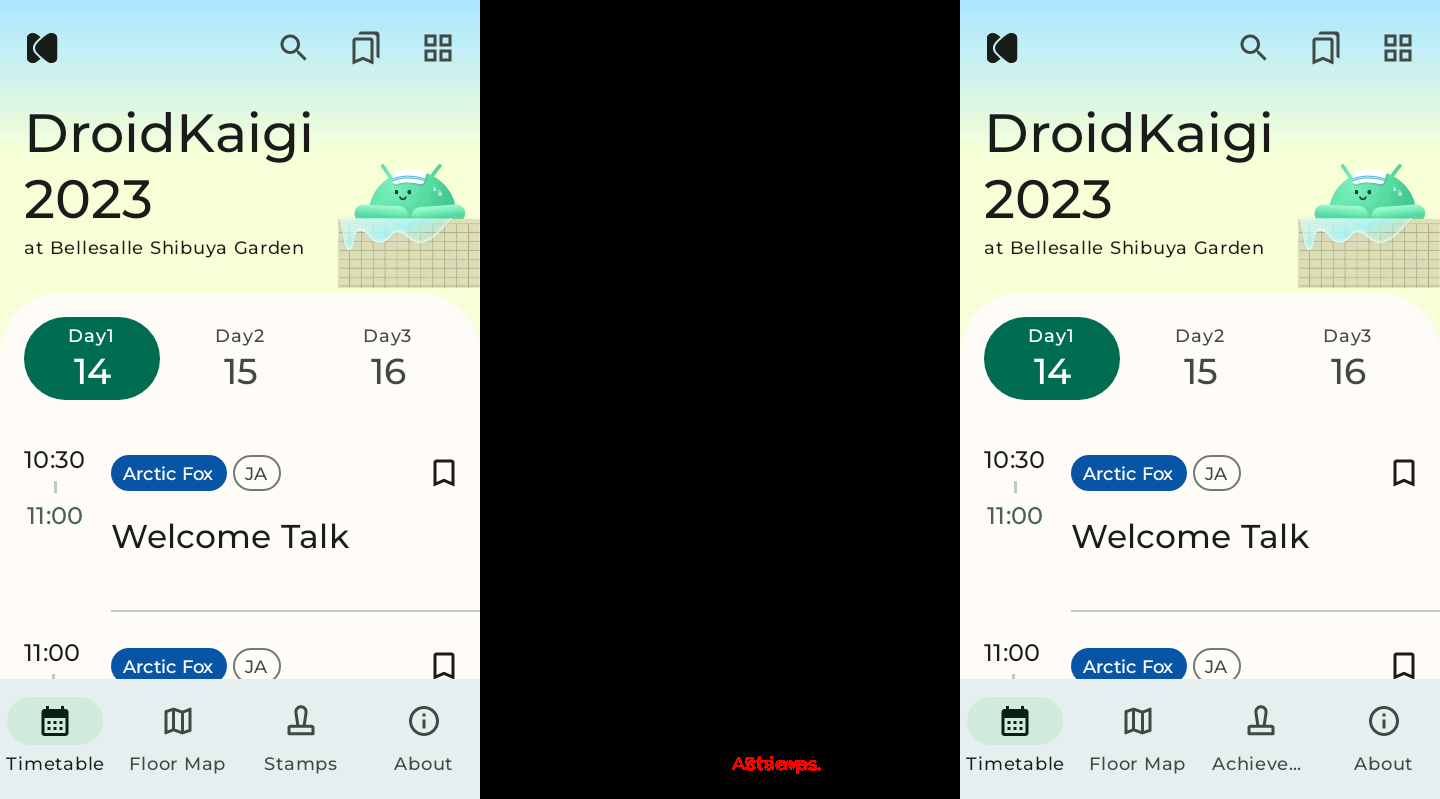 DroidKaigi
2023
at Bellesalle Shibuya Garden
Day1
14
Day2
15
Day3
16
10:30
11:00
Arctic Fox
JA
Welcome Talk
11:00
Arctic Fox
JA
Timetable
Floor Map
Stamps
About
DroidKaigi
2023
at Bellesalle Shibuya Garden
Day1
14
Day2
15
Day3
16
10:30
11:00
Arctic Fox
JA
Welcome Talk
11:00
Arctic Fox
JA
Timetable
Floor Map
Achieve...
About